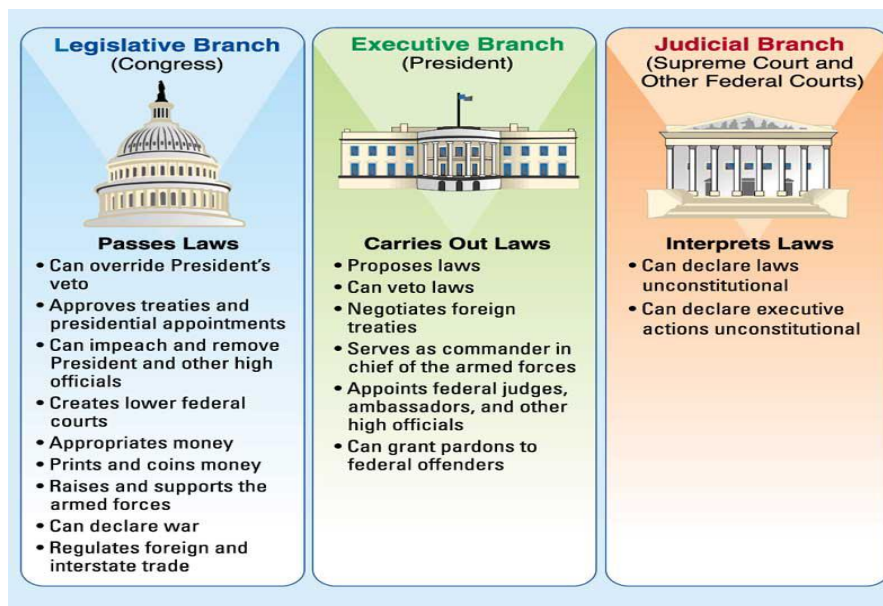 Legislative Branch
(Congress)
Passes Laws
• Can override President's
veto
• Approves treaties and
presidential appointments
• Can impeach and remove
President and other high
officials
• Creates lower federal
courts
• Appropriates money
• Prints and coins money
• Raises and supports the
armed forces
• Can declare war
• Regulates foreign and
interstate trade
Executive Branch
(President)
Carries Out Laws
• Proposes laws
• Can veto laws
• Negotiates foreign
treaties
• Serves as commander in
chief of the armed forces
• Appoints federal judges,
ambassadors, and other
high officials
• Can grant pardons to
federal offenders
Judicial Branch
(Supreme Court and
Other Federal Courts)
Interprets Laws
• Can declare laws
unconstitutional
• Can declare executive
actions unconstitutional